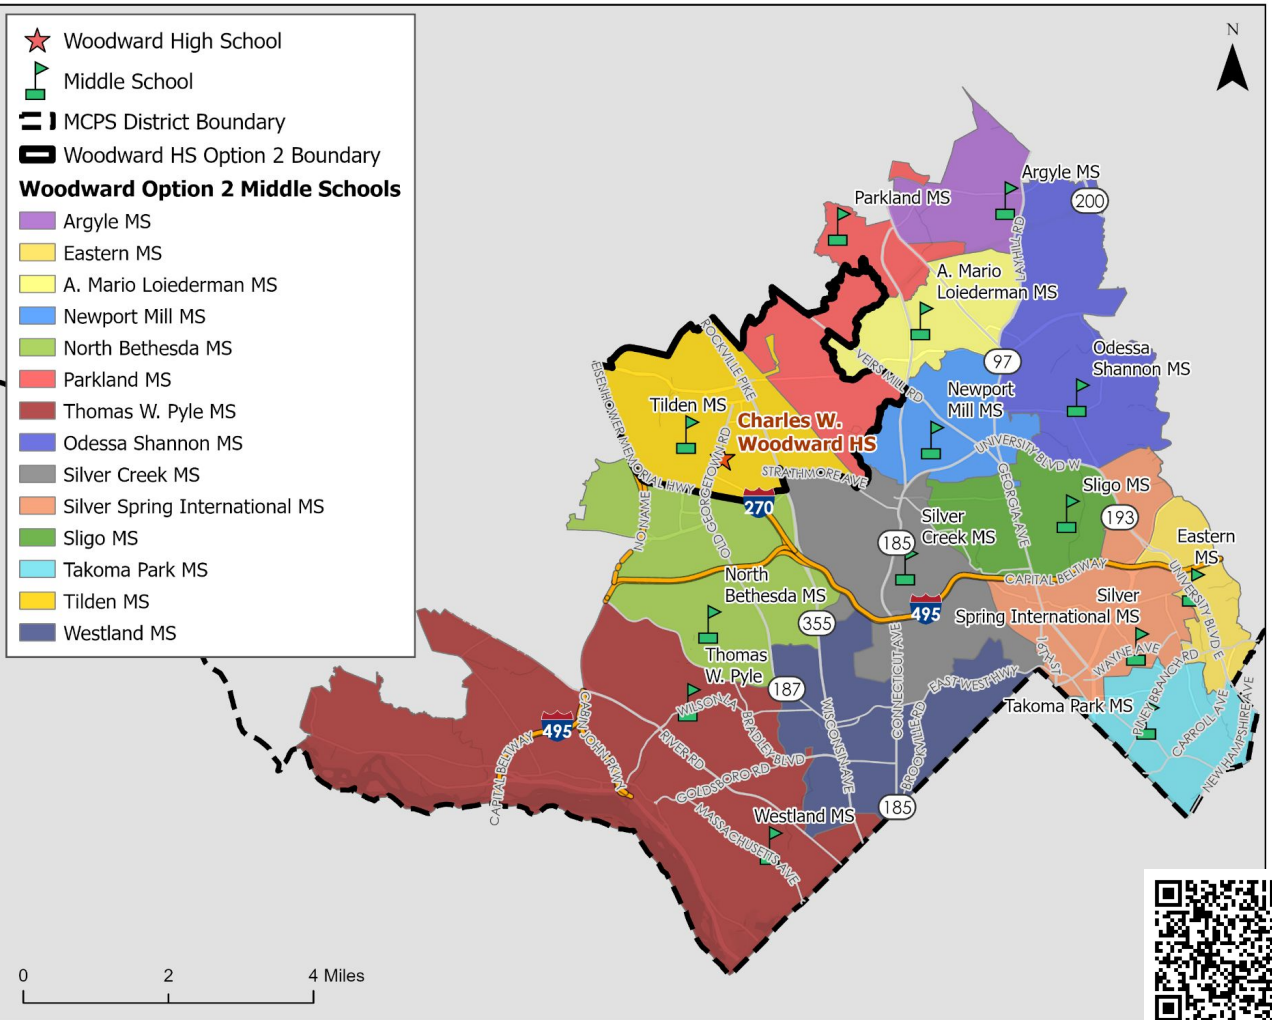 Woodward High School
Middle School
MCPS District Boundary
Woodward HS Option 2 Boundary
Woodward Option 2 Middle Schools
Argyle MS
Eastern MS
A. Mario Loiederman MS
Newport Mill MS
North Bethesda MS
Parkland MS
Thomas W. Pyle MS
Odessa Shannon MS
Silver Creek MS
Silver Spring International MS
Sligo MS
Takoma Park MS
Tilden MS
Westland MS
0 2 4 Miles
N
Argyle MS
200
Parkland MS
LAYHILL RD
A. Mario
Loiederman MS
97
Odessa
Shannon MS
ROCKVILLE PIKE
EISENHOWER MEMORIAL HWY
VEIRS MILL RD
Newport
Mill MS
Tilden MS
Charles W.
Woodward HS
UNIVERSITY BLVD W
STRATHMORE AVE
OLD GEORGETOWN RD
NO NAME
270
GEORGIA AVE
Sligo MS
193
Silver
Creek MS
185
Eastern
MS
CAPITAL BELTWAY
UNIVERSITY BLVD E
North
Bethesda MS
495
Silver
Spring International MS
355
16TH ST
WAYNE AVE
PINEY BRANCH RD
Thomas
W. Pyle
187
CONNECTICUT AVE
EAST WEST HWY
Takoma Park MS
CARROLL AVE
NEW HAMPSHIRE AVE
WILSON LA
BRADLEY BLVD
WISCONSIN AVE
BROOKVILLE RD
495
CABIN JOHN PKWY
CAPITAL BELTWAY
RIVER RD
GOLDSBORO RD
MASSACHUSETTS AVE
Westland MS
185